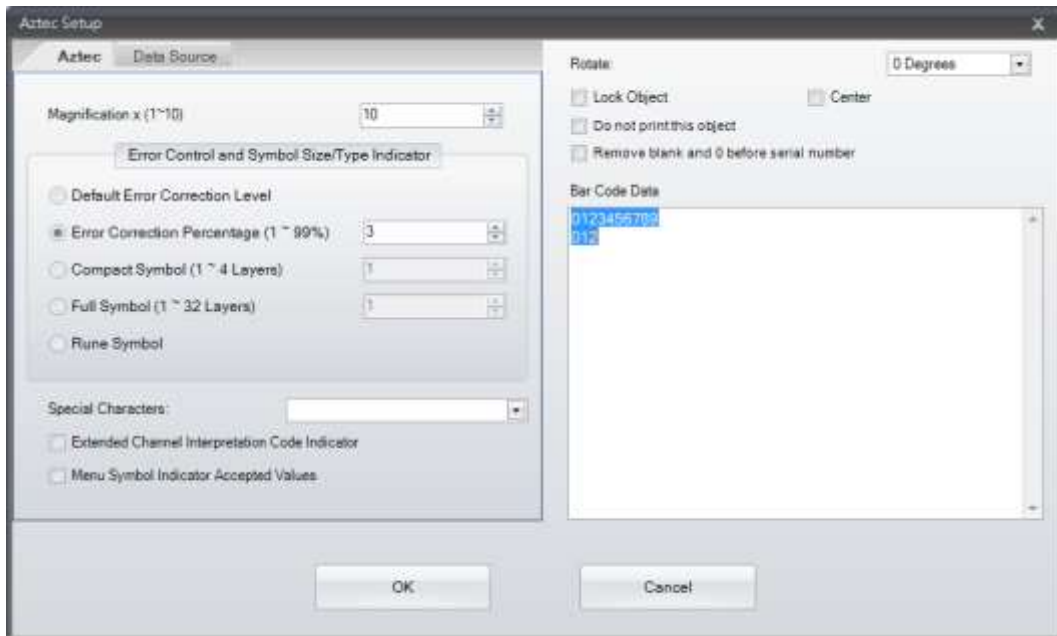 Aztec Setup
X
Aztec
Data Source
Magnification x (1~10)
10
Error Control and Symbol Size/Type Indicator
Default Error Correction Level
Error Correction Percentage (1 ~ 99%)
3
Compact Symbol (1 ~ 4 Layers)
1
Full Symbol (1 ~ 32 Layers)
1
Rune Symbol
Special Characters:
Extended Channel Interpretation Code Indicator
Menu Symbol Indicator Accepted Values
Rotate:
0 Degrees
Lock Object
Center
Do not print this object
Remove blank and 0 before serial number
Bar Code Data
0123456789
012
OK
Cancel